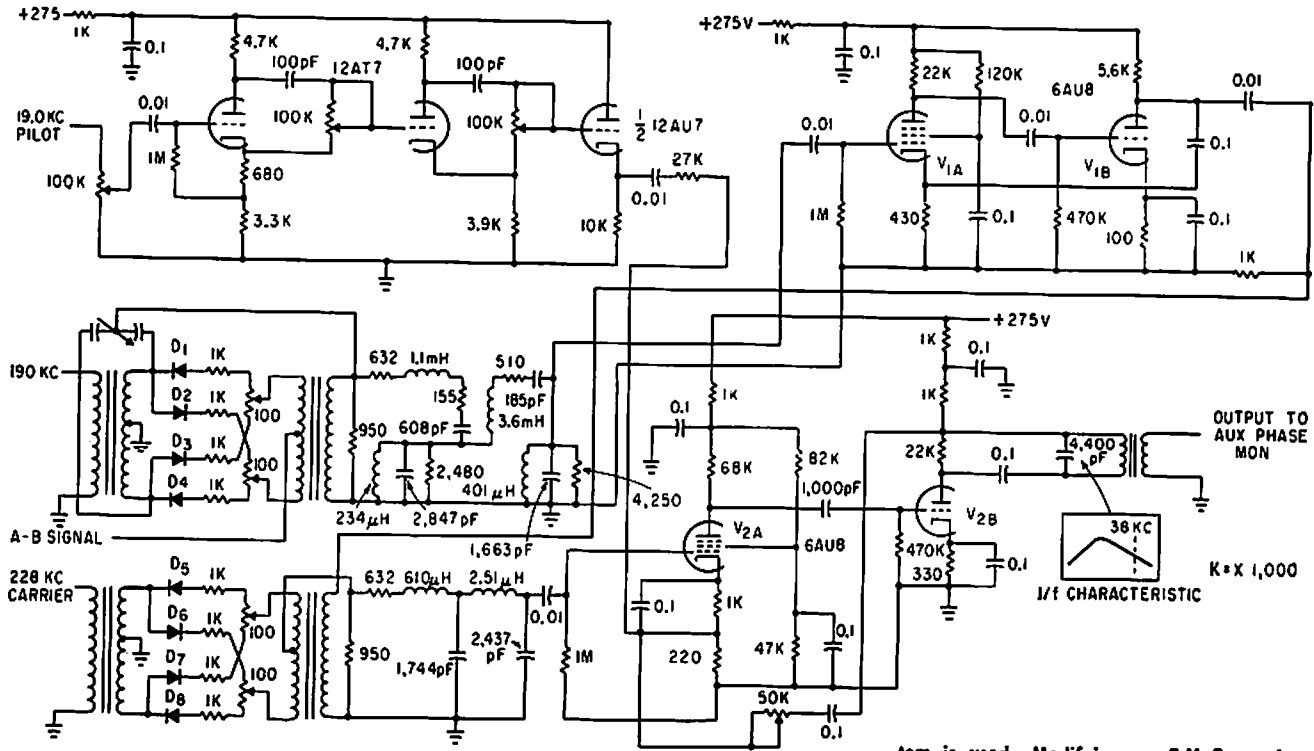 +275
1K
0.1
4.7K
100pF
12AT7
4.7K
100pF
100K
100K
1/2 12AU7
27K
0.01
19.0KC
PILOT
0.01
1M
680
100K
3.3K
3.9K
10K
0.01
+275V
1K
0.1
22K
120K
5.6K
6AU8
0.01
0.01
0.01
V1A
V1B
0.1
1M
430
0.1
470K
100
0.1
1K
190 KC
D1
1K
D2
1K
100
D3
1K
100
D4
1K
A-B SIGNAL
632
1.1mH
510
155
185pF
3.6mH
608pF
950
2,480
401μH
234μH
2,847pF
4,250
1,663pF
228 KC
CARRIER
D5
1K
D6
1K
100
D7
1K
100
D8
1K
632
610μH
2.51μH
0.01
950
1,744pF
2,437
pF
1M
+275V
1K
0.1
1K
1K
0.1
68K
82K
22K
1,000pF
0.1
4,400
pF
OUTPUT TO
AUX PHASE
MON
V2A
6AU8
V2B
470K
330
0.1
38 KC
1/f CHARACTERISTIC
K=X 1,000
0.1
1K
220
47K
0.1
50K
0.1